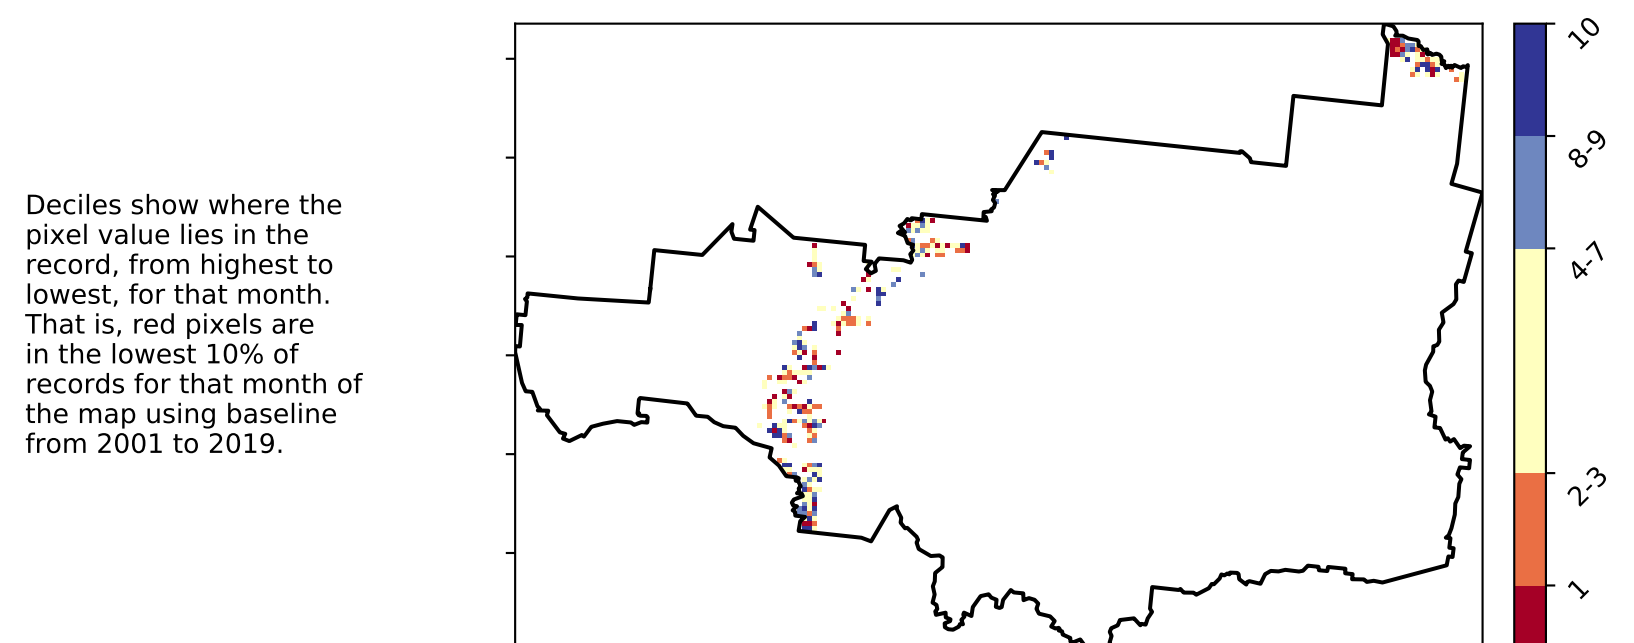 Deciles show where the
pixel value lies in the
record, from highest to
lowest, for that month.
That is, red pixels are
in the lowest 10% of
records for that month of
the map using baseline
from 2001 to 2019.
10
8-9
4-7
2-3
1